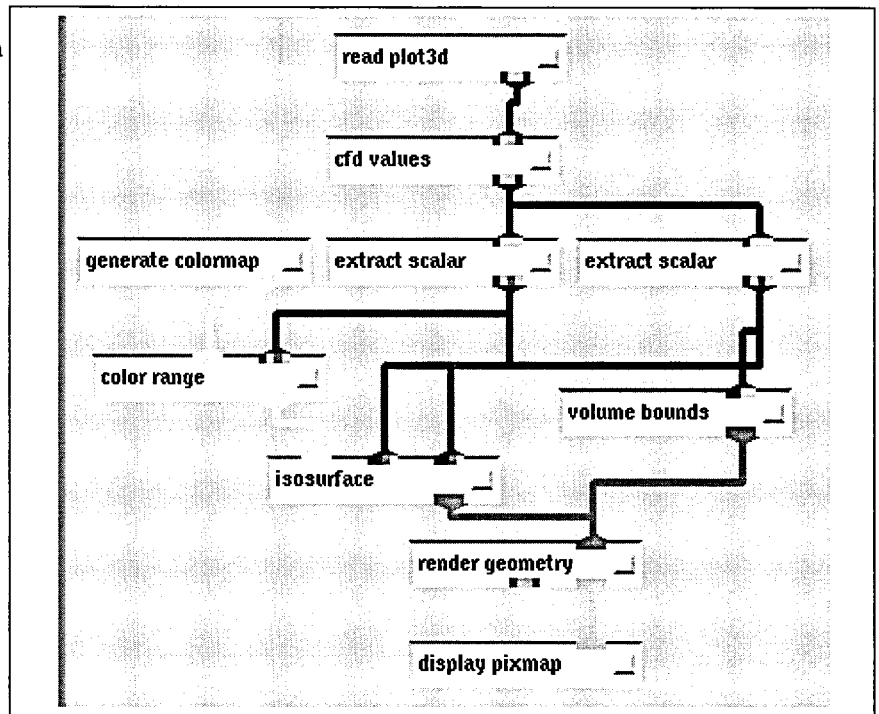 read plot3d
cfd values
generate colormap
extract scalar
extract scalar
color range
volume bounds
isosurface
render geometry
display pixmap